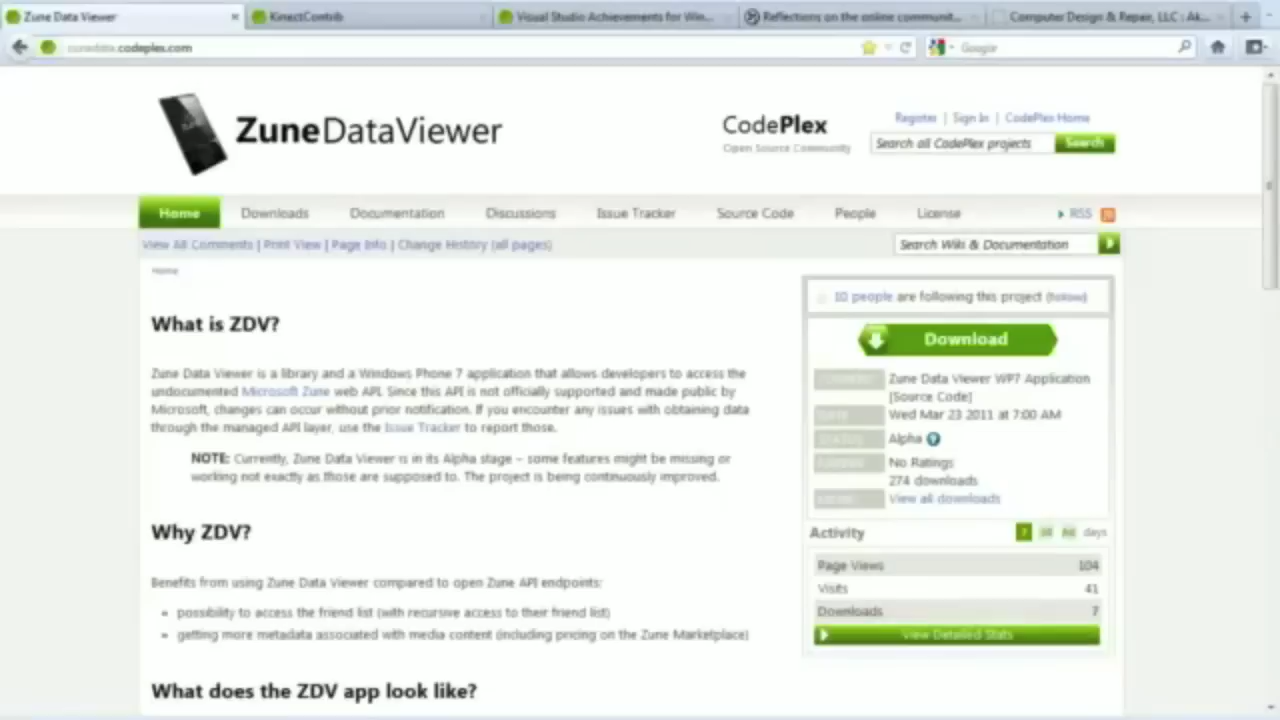 Zune Data Viewer
KinectContrib
Visual Studio Achievements for Win...
Reflections on the online communit...
Computer Design & Repair, LLC : Ak...
zunedata.codeplex.com
Google
ZuneDataViewer
CodePlex
Open Source Community
Register | Sign In | CodePlex Home
Search all CodePlex projects
Search
Home
Downloads
Documentation
Discussions
Issue Tracker
Source Code
People
License
RSS
View All Comments | Print View | Page Info | Change History (all pages)
Search Wiki & Documentation
Home
10 people are following this project (follow)
What is ZDV?
Zune Data Viewer is a library and a Windows Phone 7 application that allows developers to access the
undocumented Microsoft Zune web API. Since this API is not officially supported and made public by
Microsoft, changes can occur without prior notification. If you encounter any issues with obtaining data
through the managed API layer, use the Issue Tracker to report those.
NOTE: Currently, Zune Data Viewer is in its Alpha stage – some features might be missing or
working not exactly as those are supposed to. The project is being continuously improved.
Why ZDV?
Benefits from using Zune Data Viewer compared to open Zune API endpoints:
possibility to access the friend list (with recursive access to their friend list)
getting more metadata associated with media content (including pricing on the Zune Marketplace)
What does the ZDV app look like?
Download
Zune Data Viewer WP7 Application
[Source Code]
Wed Mar 23 2011 at 7:00 AM
Alpha
No Ratings
274 downloads
View all downloads
Activity
7
days
Page Views 104
Visits 41
Downloads 7
View Detailed Stats